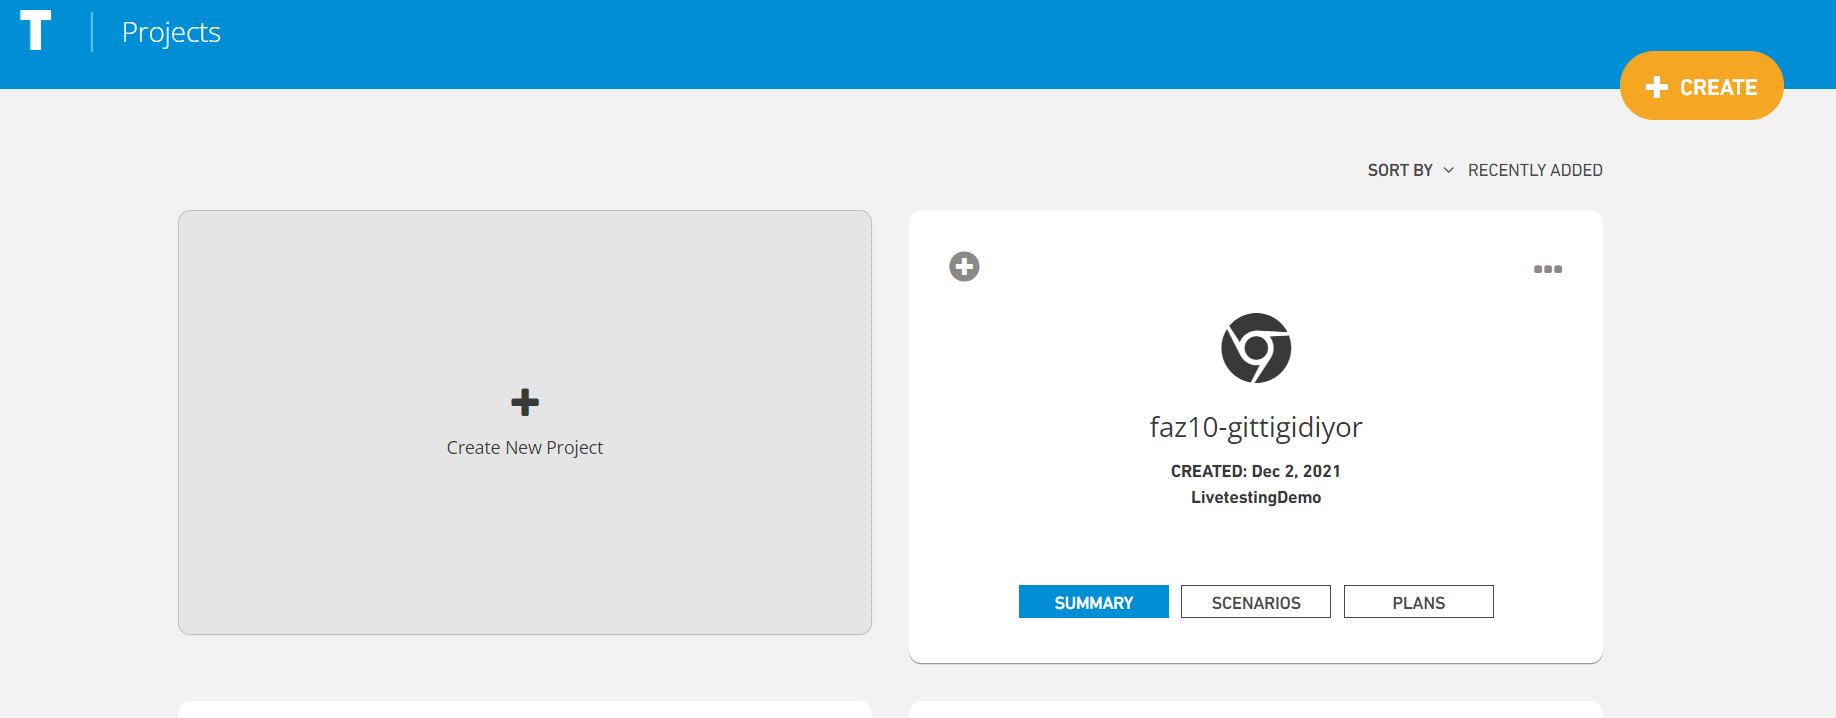 T
Projects
CREATE
SORT BY RECENTLY ADDED
Create New Project
faz10-gittigidiyor
CREATED: Dec 2, 2021
LivetestingDemo
SUMMARY
SCENARIOS
PLANS